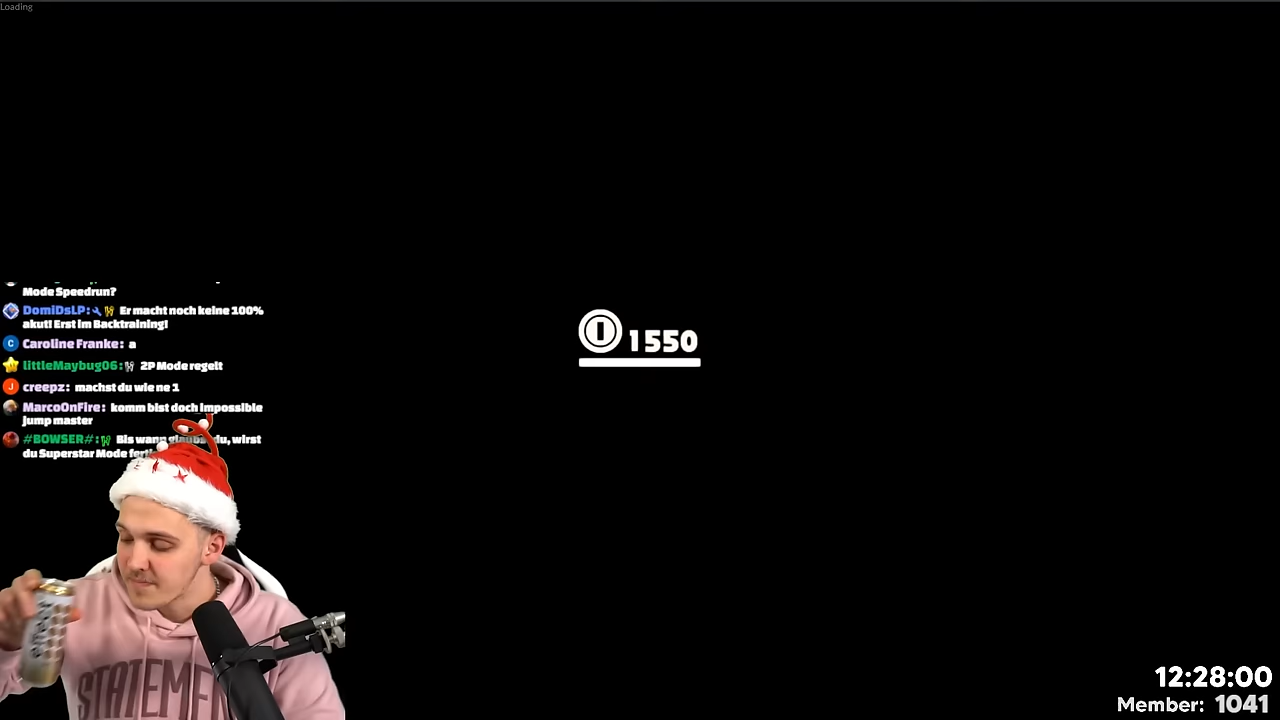 Loading
Mode Speedrun?
DomiDsLP: Er macht noch keine 100%
akut! Erst im Backtraining!
Caroline Franke: a
littleMaybug06: 2P Mode regelt
creepz: machst du wie ne 1
MarcoOnFire: komm bist doch impossible
jump master
#BOWSER#: Bis wann glaubst du, wirst
du Superstar Mode
1550
STATEMEN
12:28:00
Member: 1041